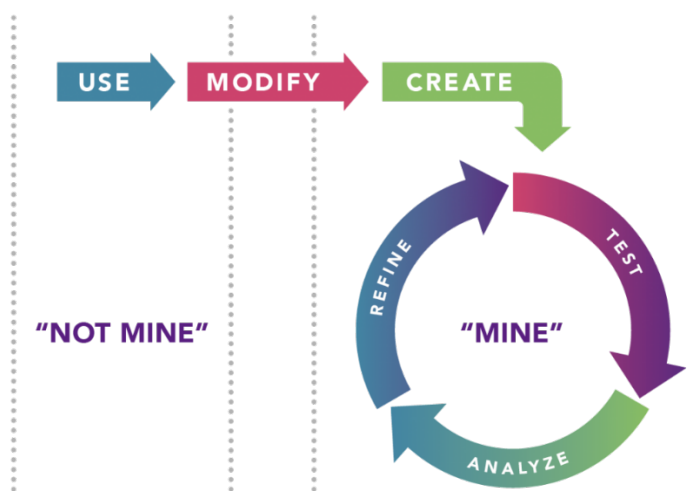 USE MODIFY CREATE
TEST
REFINE
“NOT MINE” “MINE”
ANALYZE